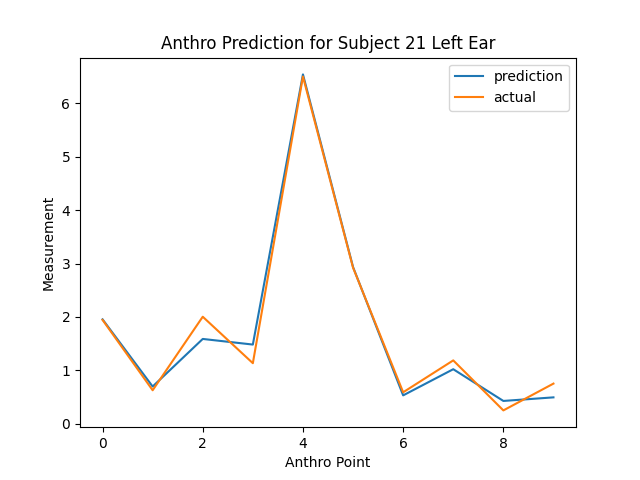 Anthro Prediction for Subject 21 Left Ear
prediction
actual
Measurement
6
5
4
3
2
1
0
0 2 4 6 8
Anthro Point